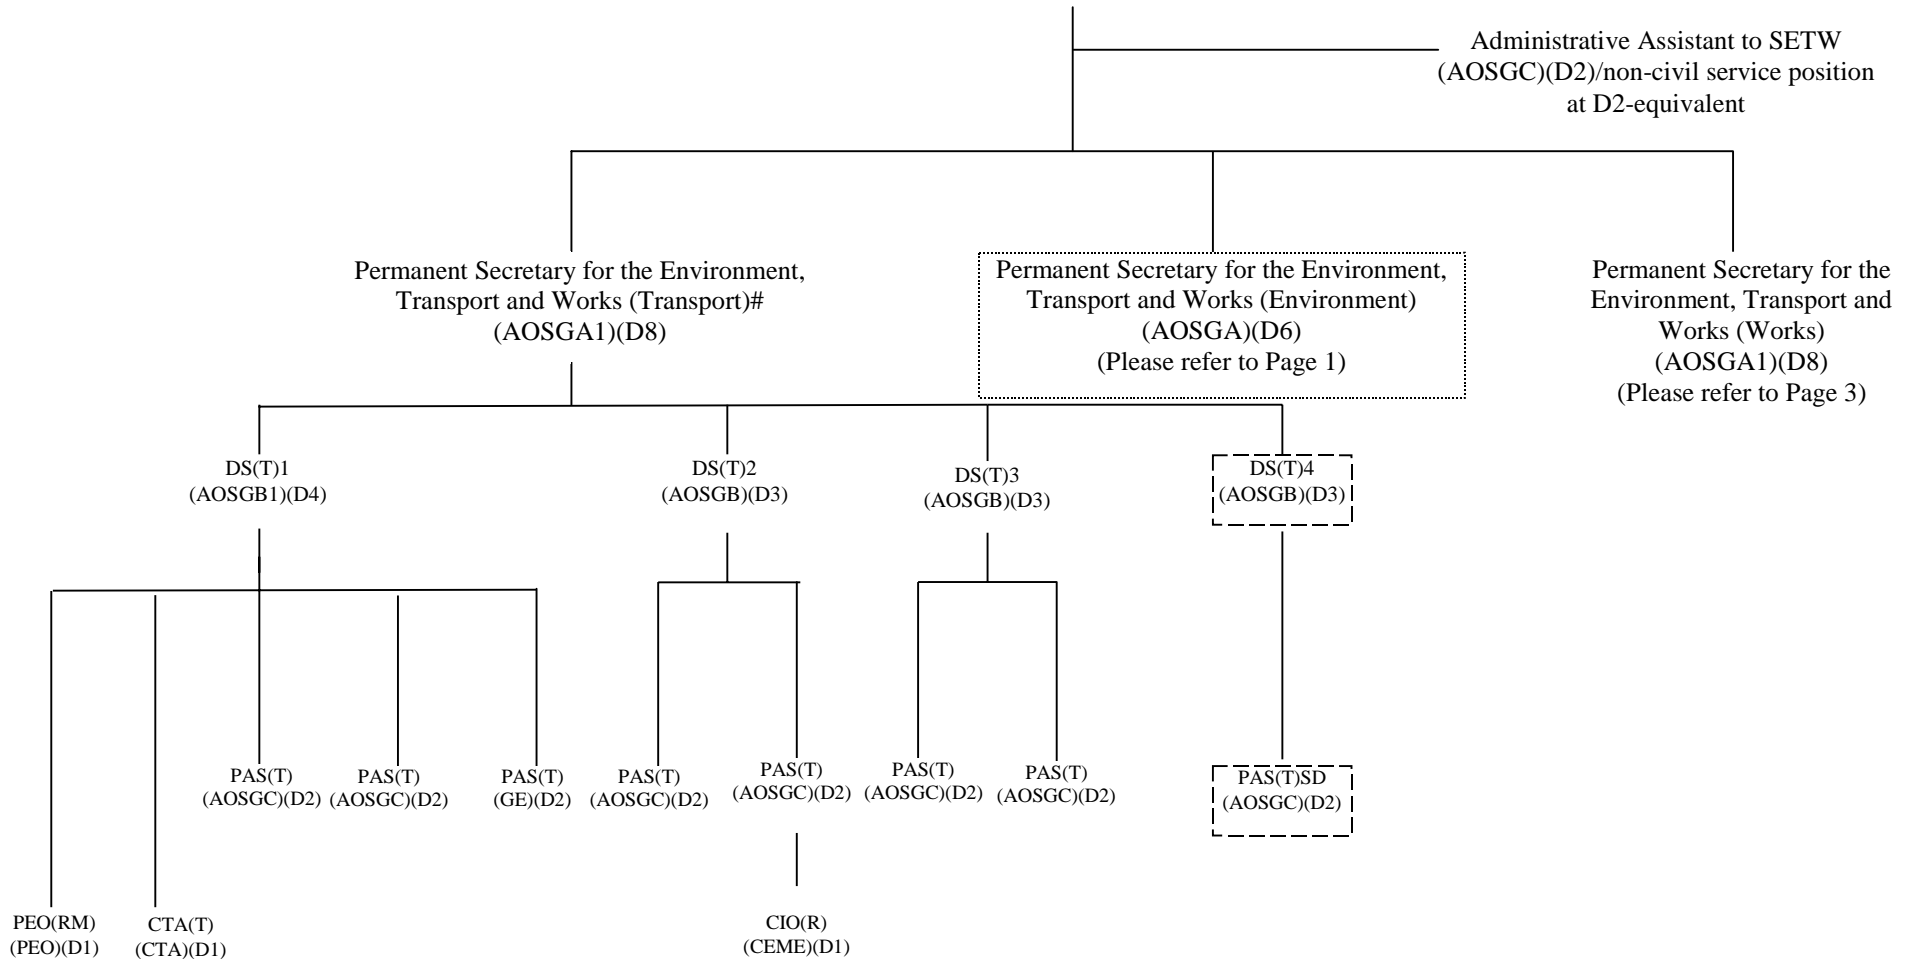 Administrative Assistant to SETW
(AOSGC)(D2)/non-civil service position
at D2-equivalent
Permanent Secretary for the Environment,
Transport and Works (Transport)#
(AOSGA1)(D8)
Permanent Secretary for the Environment,
Transport and Works (Environment)
(AOSGA)(D6)
(Please refer to Page 1)
Permanent Secretary for the
Environment, Transport and
Works (Works)
(AOSGA1)(D8)
(Please refer to Page 3)
DS(T)1
(AOSGB1)(D4)
DS(T)2
(AOSGB)(D3)
DS(T)3
(AOSGB)(D3)
DS(T)4
(AOSGB)(D3)
PAS(T)
(AOSGC)(D2)
PAS(T)
(AOSGC)(D2)
PAS(T)
(GE)(D2)
PAS(T)
(AOSGC)(D2)
PAS(T)
(AOSGC)(D2)
PAS(T)
(AOSGC)(D2)
PAS(T)
(AOSGC)(D2)
PAS(T)SD
(AOSGC)(D2)
PEO(RM)
(PEO)(D1)
CTA(T)
(CTA)(D1)
CIO(R)
(CEME)(D1)